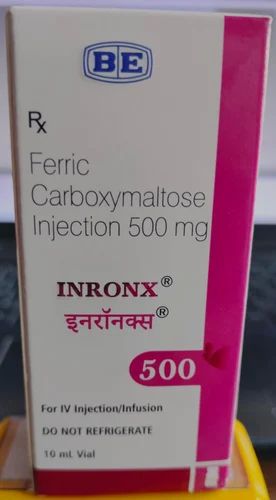 BE
Rx
Ferric
Carboxymaltose
Injection 500 mg
INRONX®
इनरॉनक्स®
500
For IV Injection/Infusion
DO NOT REFRIGERATE
10 mL Vial